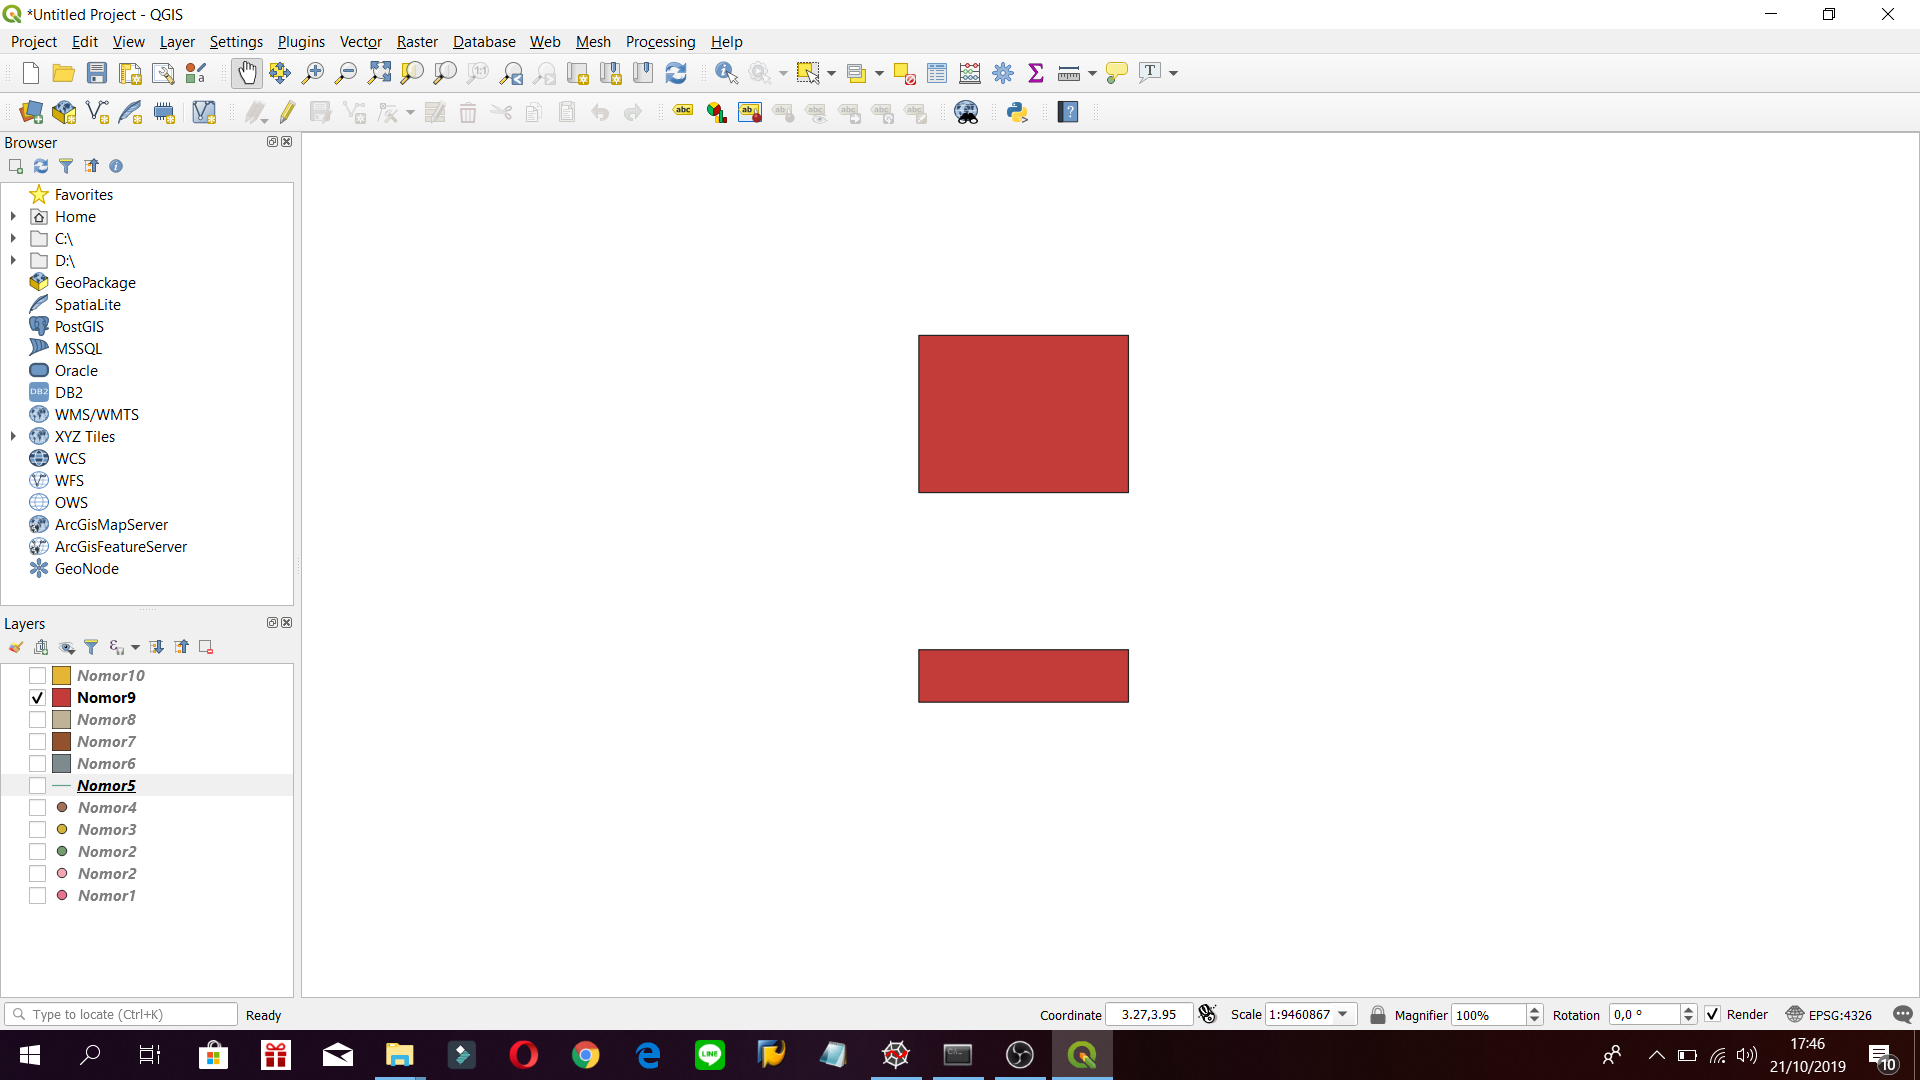 *Untitled Project - QGIS
Project Edit View Layer Settings Plugins Vector Raster Database Web Mesh Processing Help
Browser
Favorites
Home
C:\
D:\
GeoPackage
SpatiaLite
PostGIS
MSSQL
Oracle
DB2 DB2
WMS/WMTS
XYZ Tiles
WCS
WFS
OWS
ArcGisMapServer
ArcGisFeatureServer
GeoNode
Layers
Nomor10
Nomor9
Nomor8
Nomor7
Nomor6
Nomor5
Nomor4
Nomor3
Nomor2
Nomor2
Nomor1
Type to locate (Ctrl+K) Ready Coordinate 3.27,3.95 Scale 1:9460867 Magnifier 100% Rotation 0,0 ° Render EPSG:4326
LINE
17:46
21/10/2019
10